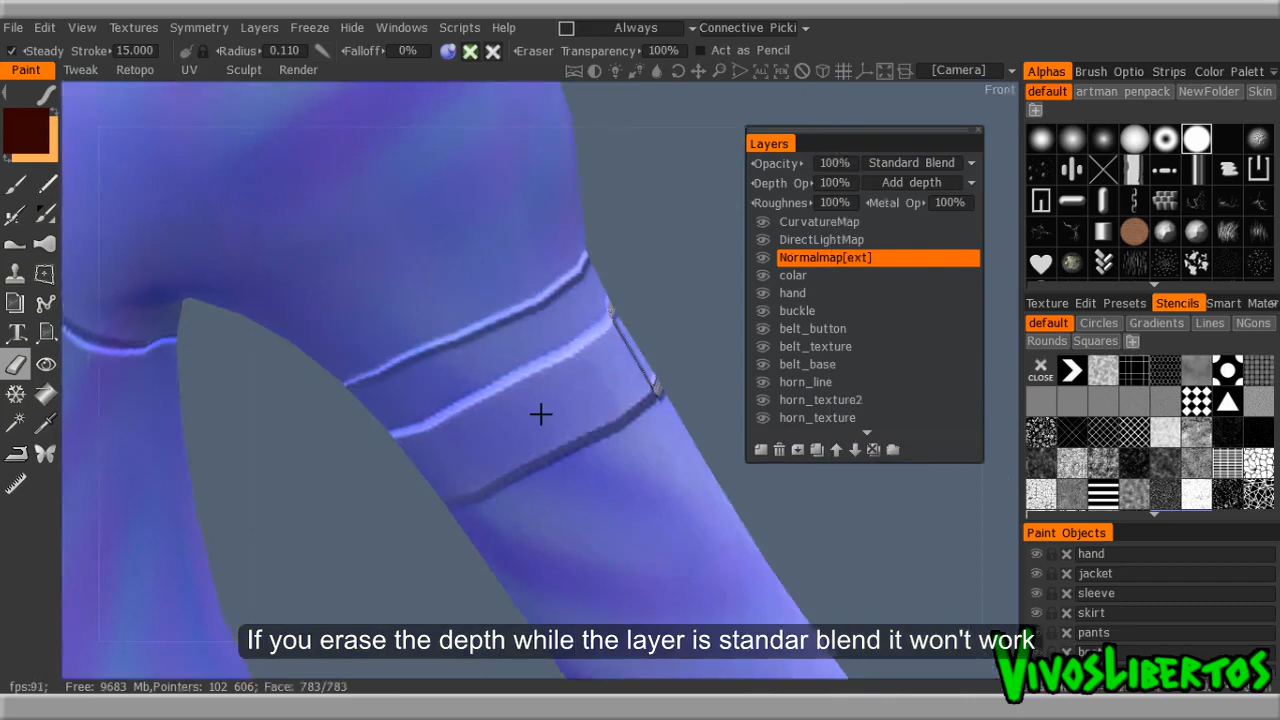 File Edit View Textures Symmetry Layers Freeze Hide Windows Scripts Help Always Connective Picki
Steady Stroke 15.000 Radius 0.110 Falloff 0% Eraser Transparency 100% Act as Pencil
Paint Tweak Retopo UV Sculpt Render [Camera]
Front
Layers
Opacity 100% Standard Blend
Depth Op 100% Add depth
Roughness 100% Metal Op 100%
CurvatureMap
DirectLightMap
Normalmap[ext]
colar
hand
buckle
belt_button
belt_texture
belt_base
horn_line
horn_texture2
horn_texture
Alphas Brush Optio Strips Color Palett
default artman penpack NewFolder Skin
Texture Edit Presets Stencils Smart Mate
default Circles Gradients Lines NGons
Rounds Squares
CLOSE
Paint Objects
hand
jacket
sleeve
skirt
pants
If you erase the depth while the layer is standar blend it won't work
VivosLibertos
fps:91; Free: 9683 Mb,Pointers: 102 606; Face: 783/783